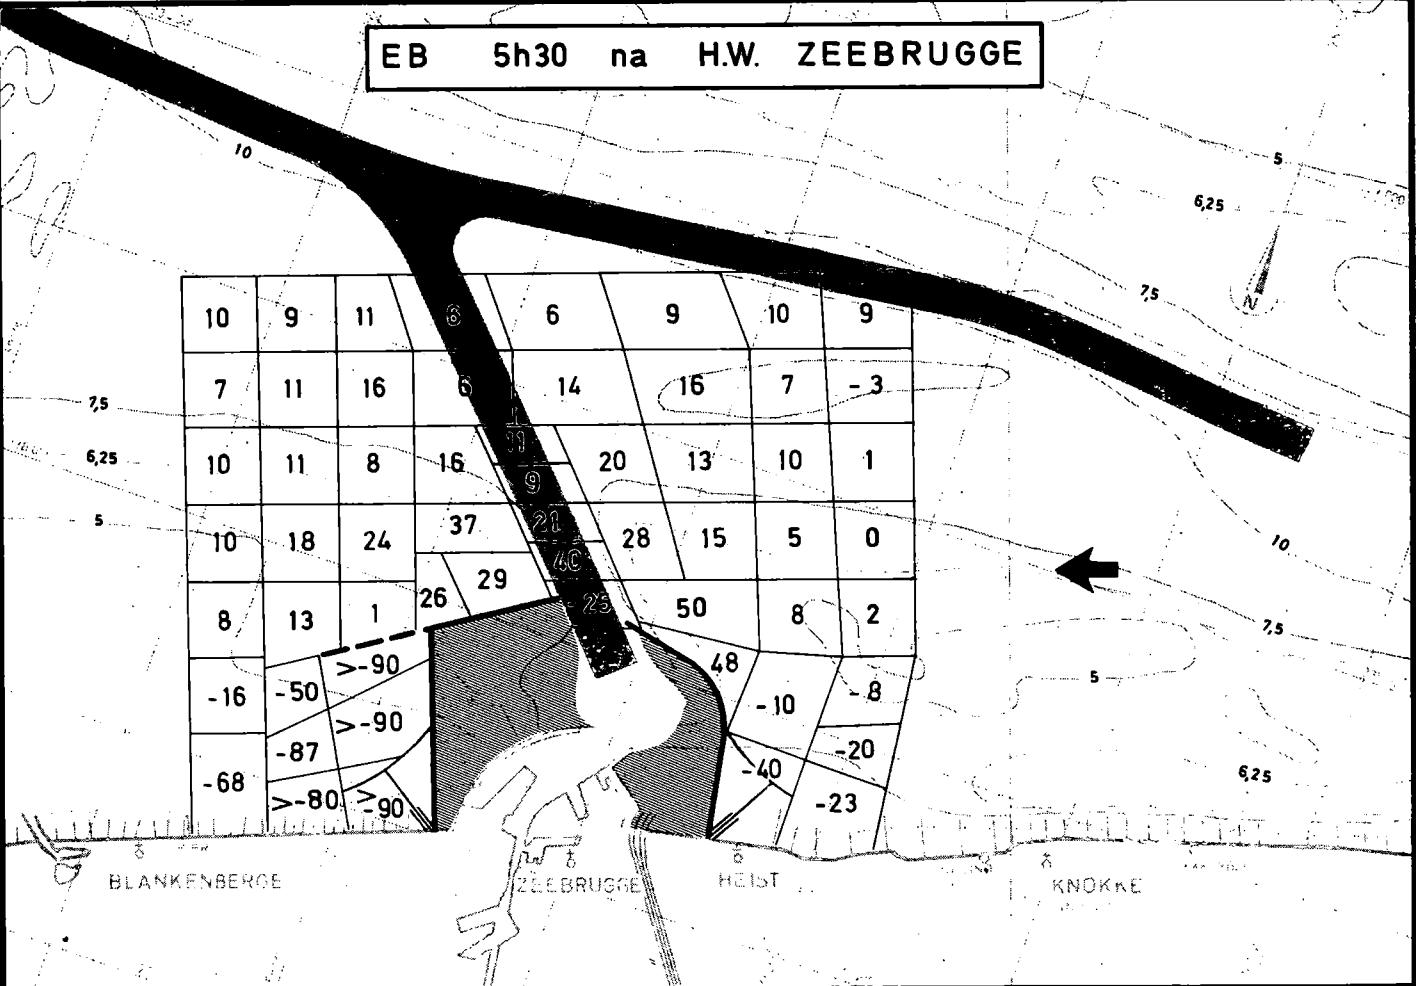 EB 5h30 na H.W. ZEEBRUGGE
10
5
6,25
7,5
N
10 9 11 6 6 9 10 9
7 11 16 6 14 16 7 -3
7,5
11
6,25
10 11 8 16 20 13 10 1
9
5
10 18 24 37 21 28 15 5 0
10
40
26 29 -25 50
8 13 1 8 2
7,5
>-90 48
-16 -50 -10 -8
5
>-90
-87 -20
-68 >-80 >-90 -40 -23
6,25
BLANKENBERGE ZEEBRUGGE HEIST KNOKKE